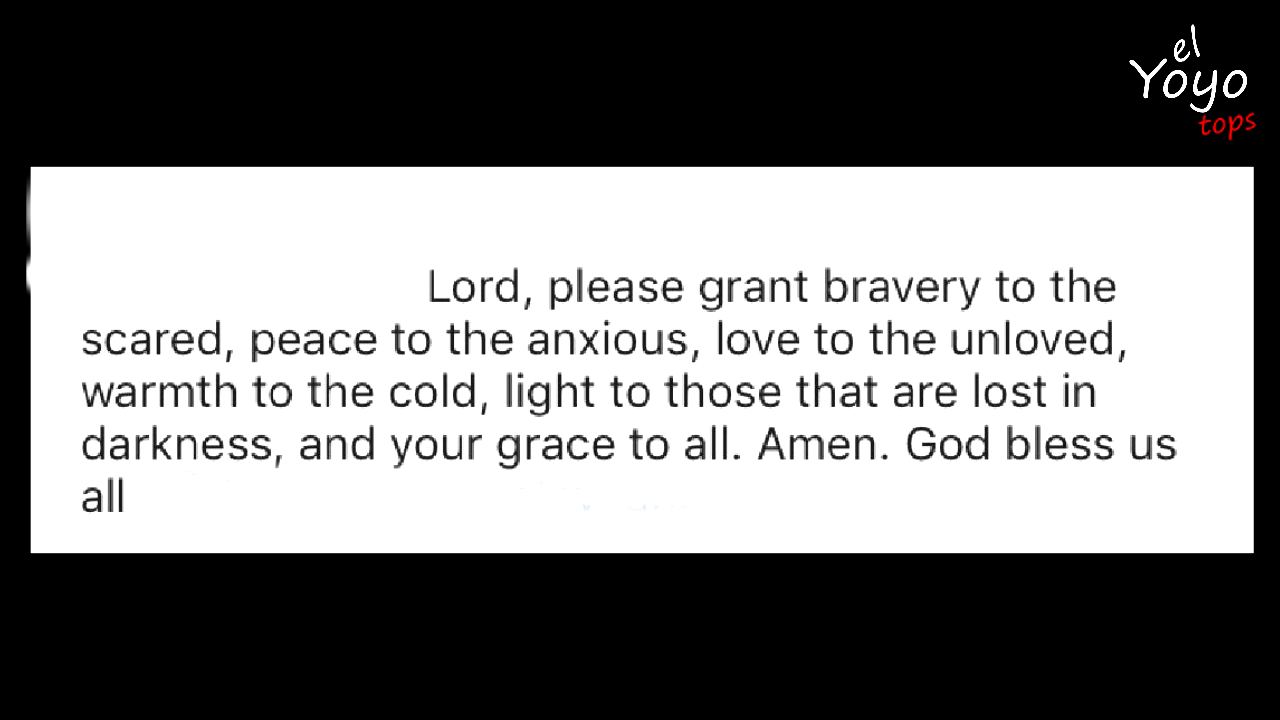 el
Yoyo
tops
Lord, please grant bravery to the
scared, peace to the anxious, love to the unloved,
warmth to the cold, light to those that are lost in
darkness, and your grace to all. Amen. God bless us
all